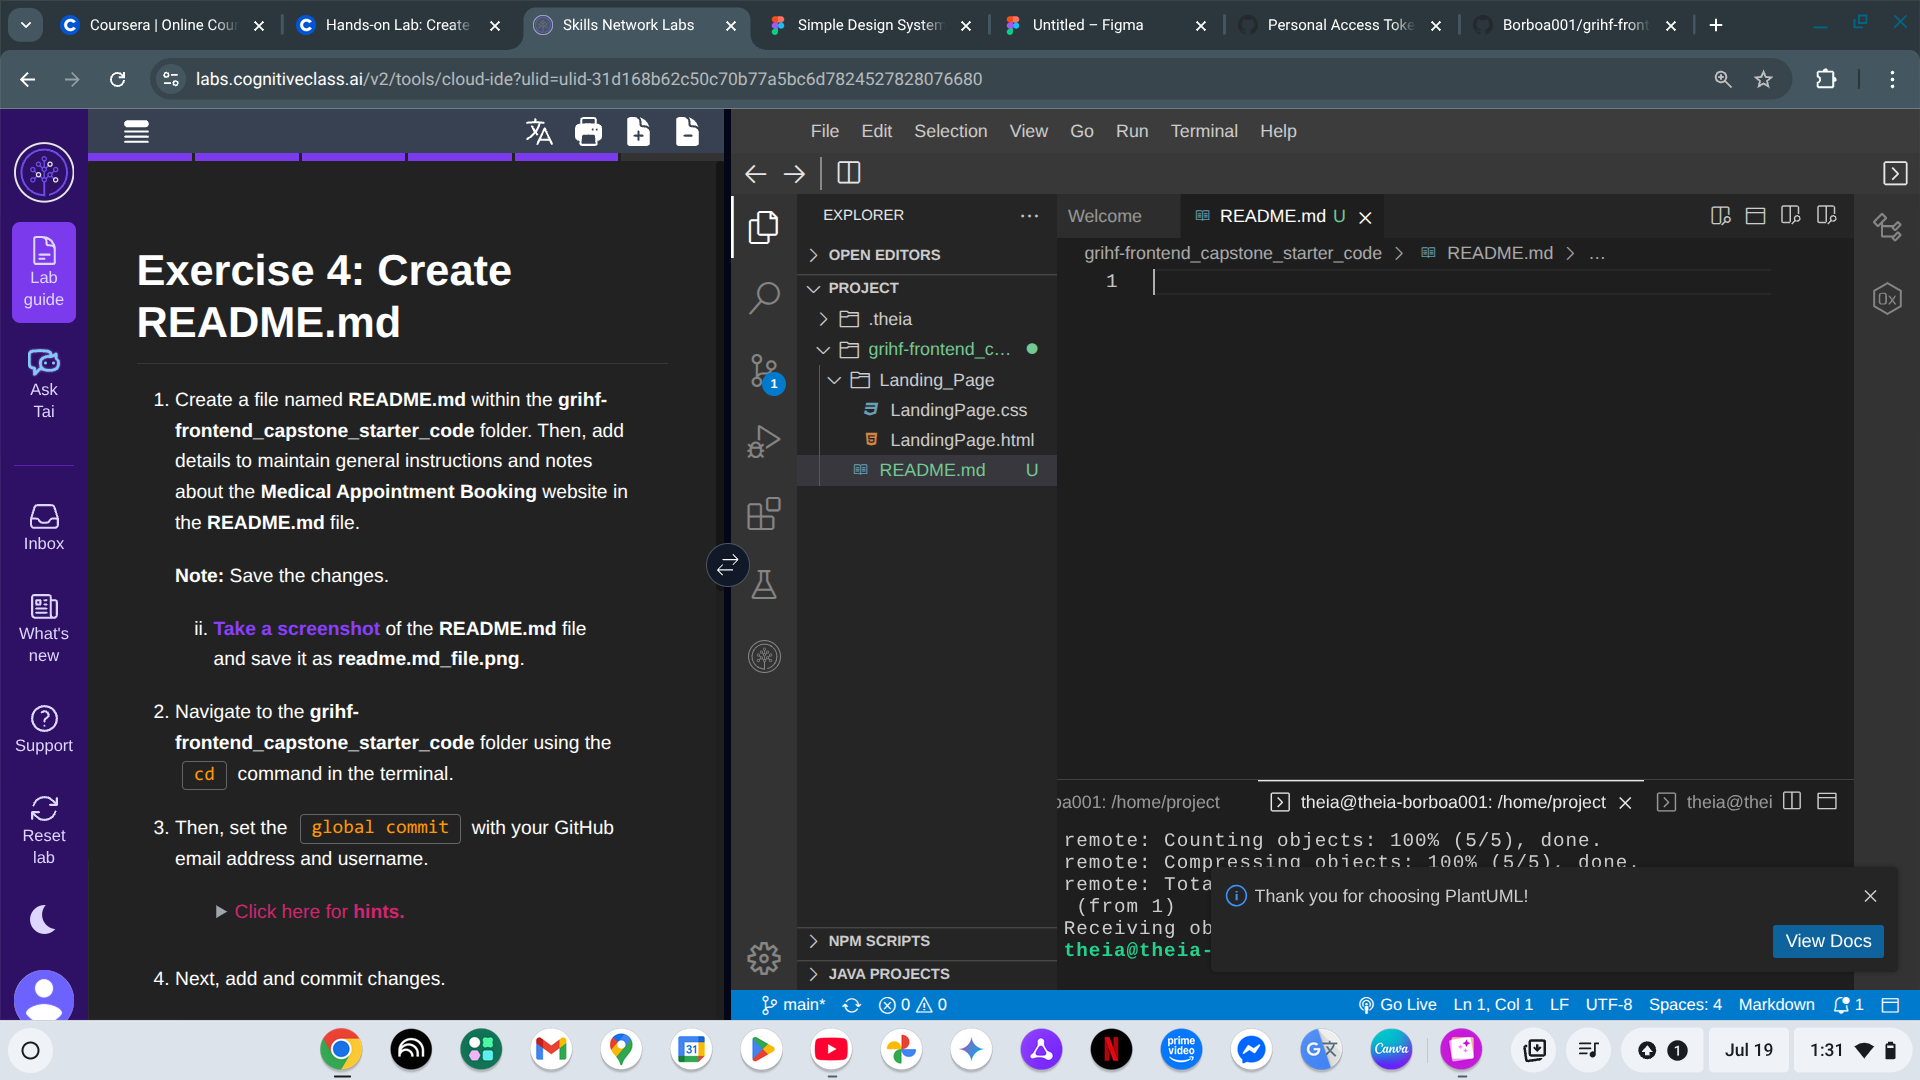 Coursera | Online Cour
Hands-on Lab: Create
Skills Network Labs
Simple Design System
Untitled – Figma
Personal Access Toke
Borboa001/grihf-front
labs.cognitiveclass.ai/v2/tools/cloud-ide?ulid=ulid-31d168b62c50c70b77a5bc6d7824527828076680
Lab guide
Ask Tai
Inbox
What's new
Support
Reset lab
Exercise 4: Create
README.md
1. Create a file named README.md within the grihf-
frontend_capstone_starter_code folder. Then, add
details to maintain general instructions and notes
about the Medical Appointment Booking website in
the README.md file.
Note: Save the changes.
ii. Take a screenshot of the README.md file
and save it as readme.md_file.png.
2. Navigate to the grihf-
frontend_capstone_starter_code folder using the
cd command in the terminal.
3. Then, set the global commit with your GitHub
email address and username.
Click here for hints.
4. Next, add and commit changes.
File Edit Selection View Go Run Terminal Help
EXPLORER
OPEN EDITORS
PROJECT
.theia
grihf-frontend_c...
Landing_Page
LandingPage.css
LandingPage.html
README.md U
NPM SCRIPTS
JAVA PROJECTS
1
Welcome
README.md U
grihf-frontend_capstone_starter_code > README.md > ...
1
0x
oa001: /home/project
theia@theia-borboa001: /home/project
theia@thei
remote: Counting objects: 100% (5/5), done.
remote: Compressing objects: 100% (5/5), done.
remote: Tota
(from 1)
Receiving ob
theia@theia-
Thank you for choosing PlantUML!
View Docs
main* 0 0 Go Live Ln 1, Col 1 LF UTF-8 Spaces: 4 Markdown 1
31
prime video
Canva
1
Jul 19
1:31